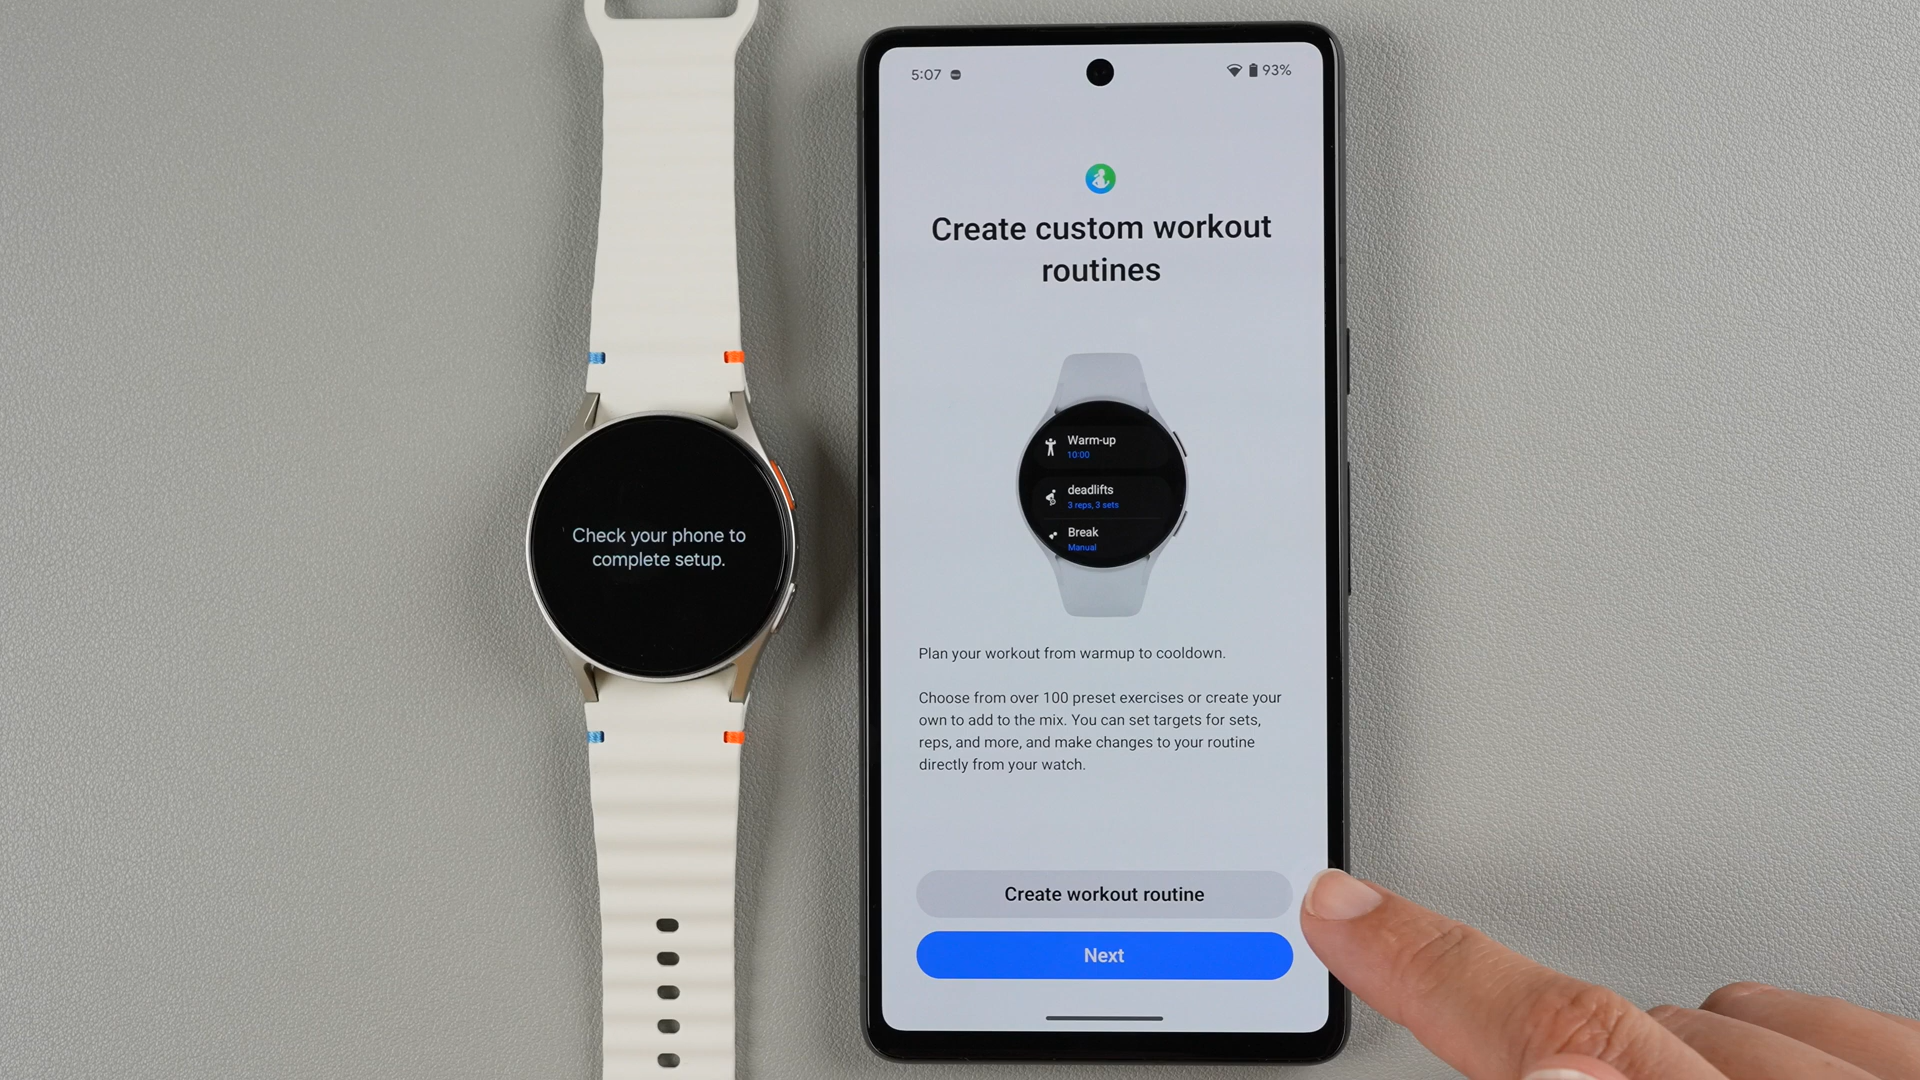 Check your phone to
complete setup.
5:07
93%
Create custom workout
routines
Warm-up
10:00
deadlifts
3 reps, 3 sets
Break
Manual
Plan your workout from warmup to cooldown.
Choose from over 100 preset exercises or create your
own to add to the mix. You can set targets for sets,
reps, and more, and make changes to your routine
directly from your watch.
Create workout routine
Next